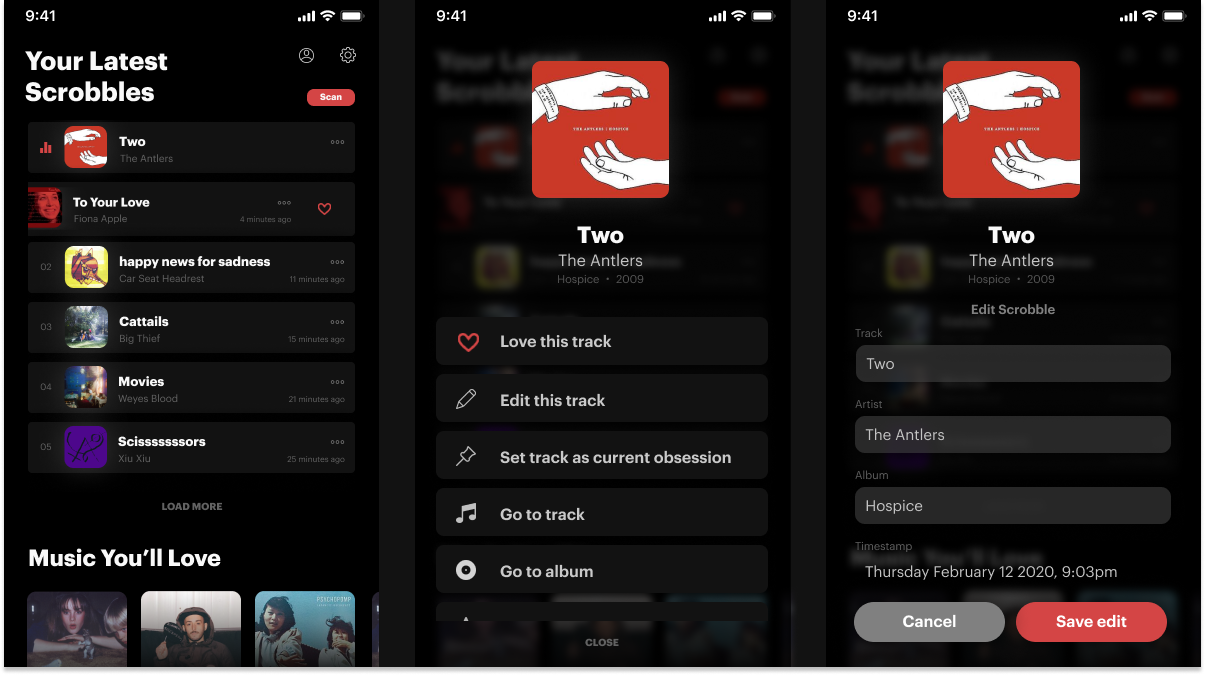 9:41
Your Latest
Scrobbles
Scan
Two
The Antlers
To Your Love
Fiona Apple
4 minutes ago
02
happy news for sadness
Car Seat Headrest
11 minutes ago
03
Cattails
Big Thief
15 minutes ago
04
Movies
Weyes Blood
21 minutes ago
05
Scisssssssors
Xiu Xiu
25 minutes ago
LOAD MORE
Music You'll Love
9:41
THE ANTLERS | HOSPICE
Two
The Antlers
Hospice • 2009
Love this track
Edit this track
Set track as current obsession
Go to track
Go to album
CLOSE
9:41
THE ANTLERS | HOSPICE
Two
The Antlers
Hospice • 2009
Edit Scrobble
Track
Two
Artist
The Antlers
Album
Hospice
Timestamp
Thursday February 12 2020, 9:03pm
Cancel
Save edit